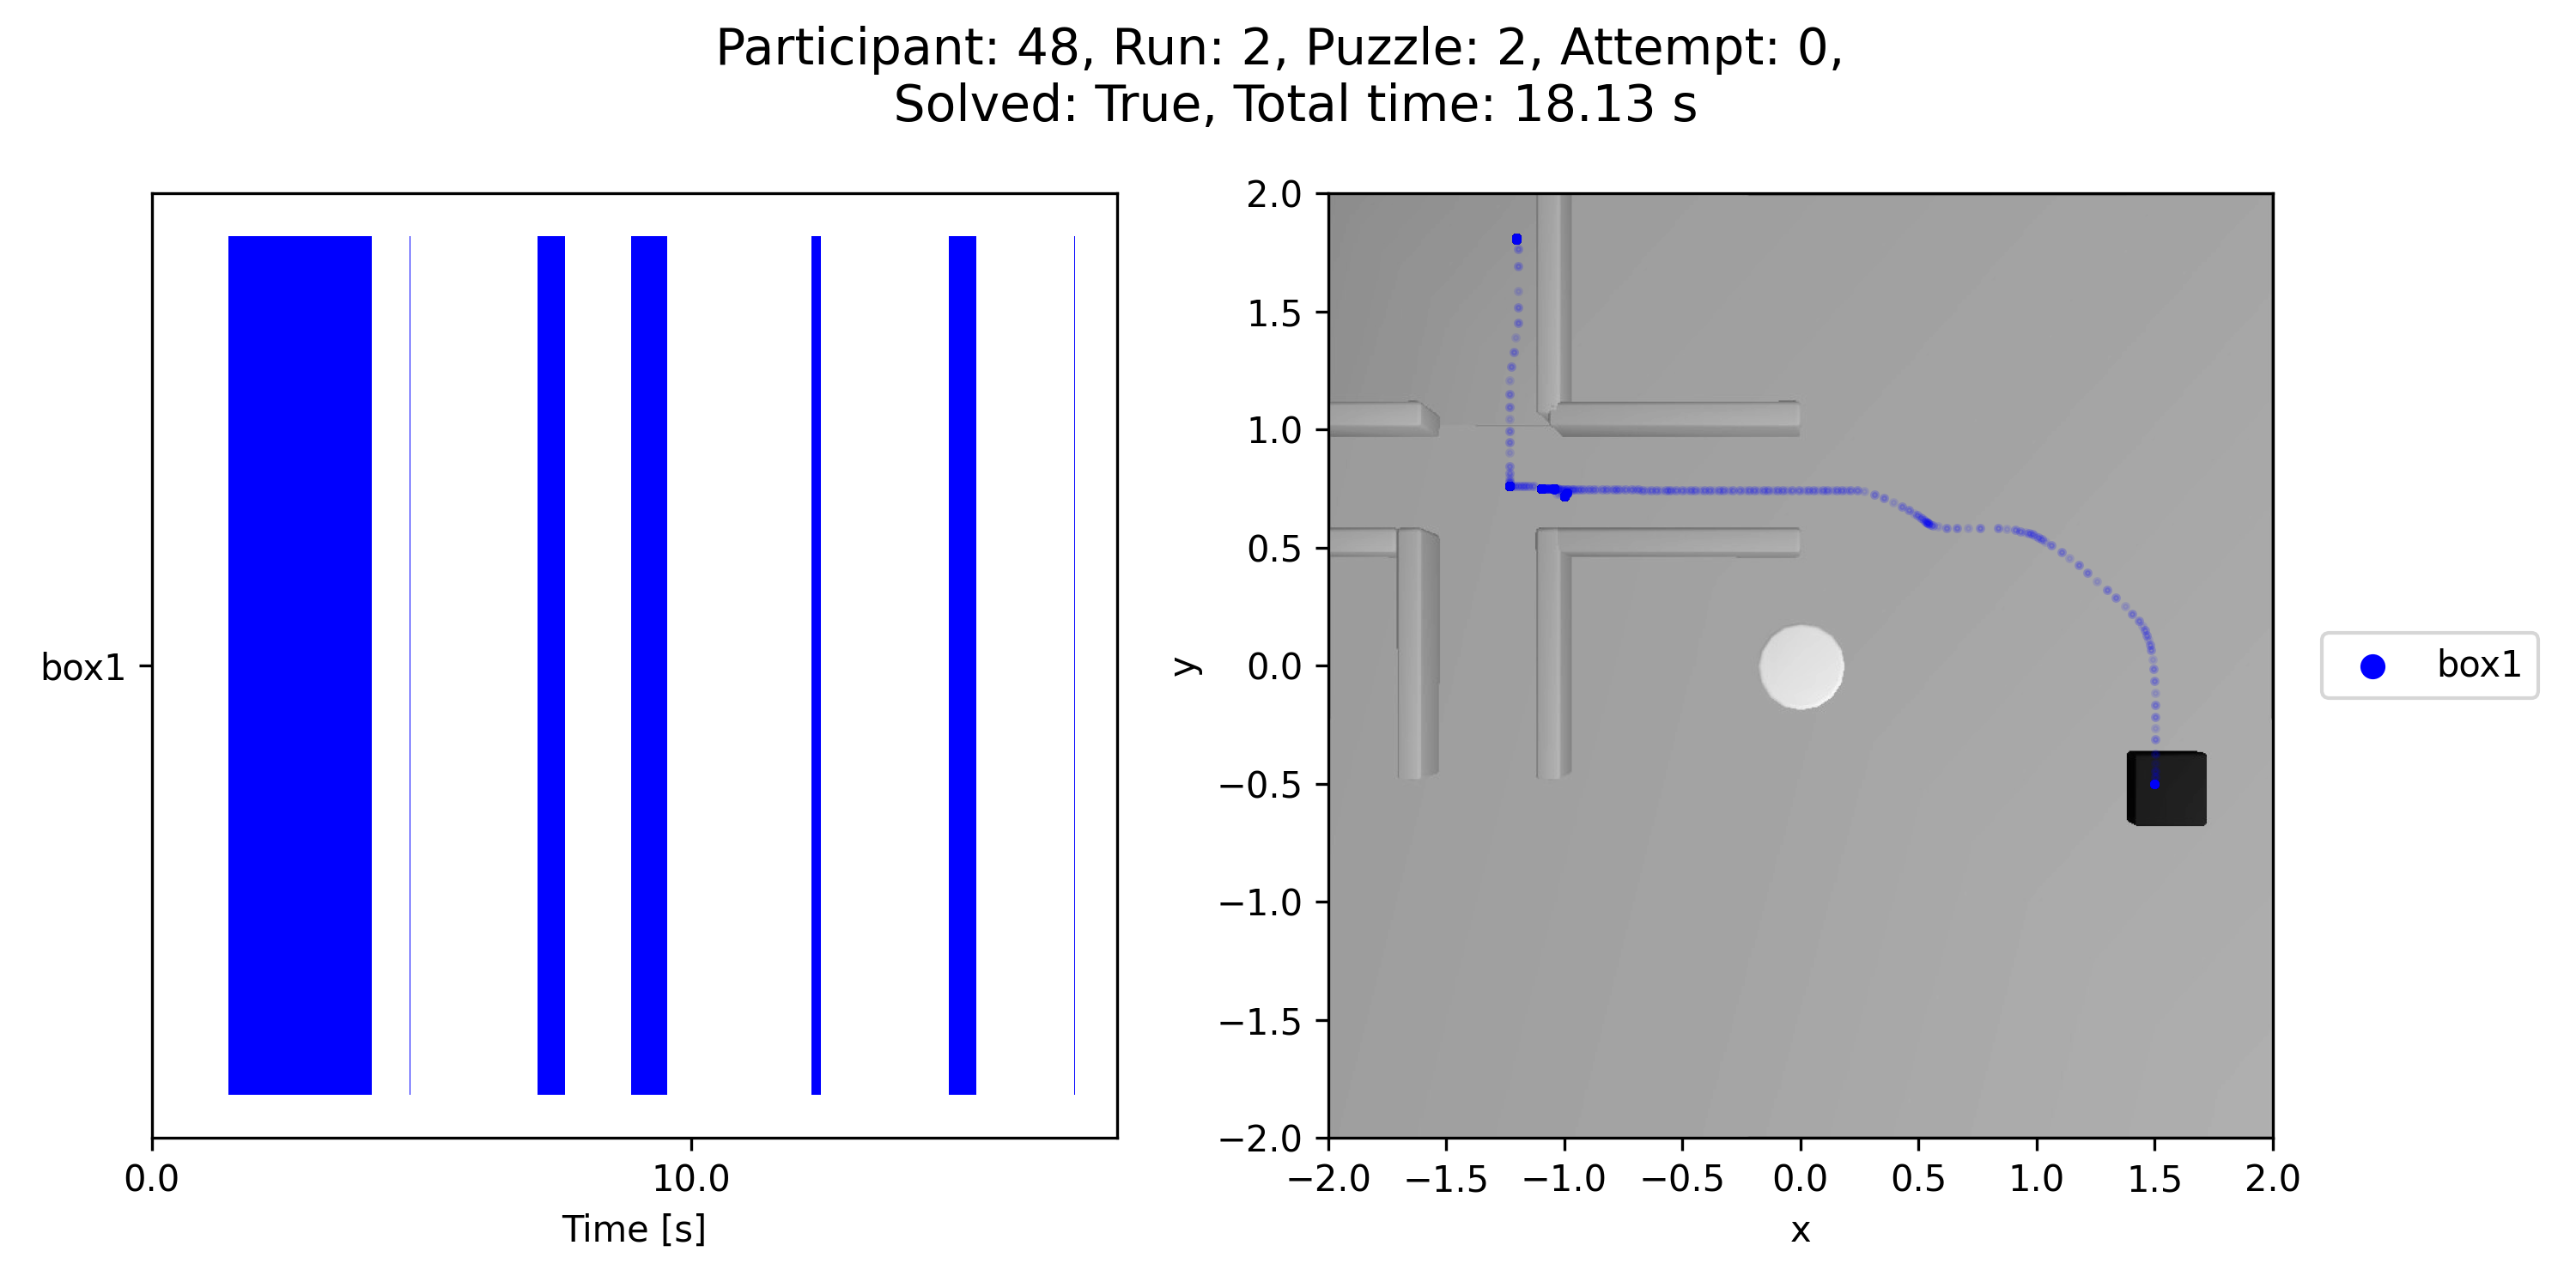 Participant: 48, Run: 2, Puzzle: 2, Attempt: 0,
Solved: True, Total time: 18.13 s
box1
0.0
10.0
Time [s]
y
2.0
1.5
1.0
0.5
0.0
−0.5
−1.0
−1.5
−2.0
−2.0
−1.5
−1.0
−0.5
0.0
0.5
1.0
1.5
2.0
x
box1